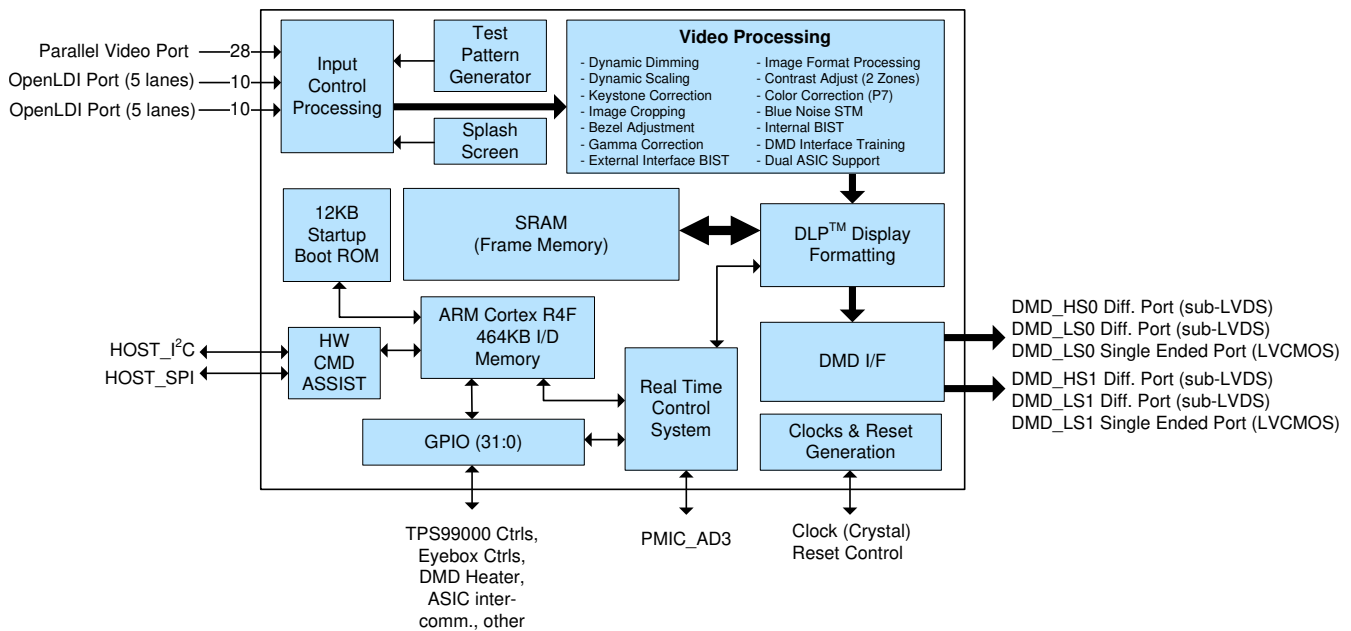 Parallel Video Port
28
OpenLDI Port (5 lanes)
10
OpenLDI Port (5 lanes)
10
Input
Control
Processing
Test
Pattern
Generator
Splash
Screen
Video Processing
- Dynamic Dimming
- Dynamic Scaling
- Keystone Correction
- Image Cropping
- Bezel Adjustment
- Gamma Correction
- External Interface BIST
- Image Format Processing
- Contrast Adjust (2 Zones)
- Color Correction (P7)
- Blue Noise STM
- Internal BIST
- DMD Interface Training
- Dual ASIC Support
12KB
Startup
Boot ROM
SRAM
(Frame Memory)
DLP™ Display
Formatting
HOST_I²C
HOST_SPI
HW
CMD
ASSIST
ARM Cortex R4F
464KB I/D
Memory
Real Time
Control
System
DMD I/F
DMD_HS0 Diff. Port (sub-LVDS)
DMD_LS0 Diff. Port (sub-LVDS)
DMD_LS0 Single Ended Port (LVCMOS)
DMD_HS1 Diff. Port (sub-LVDS)
DMD_LS1 Diff. Port (sub-LVDS)
DMD_LS1 Single Ended Port (LVCMOS)
GPIO (31:0)
Clocks & Reset
Generation
TPS99000 Ctrls,
Eyebox Ctrls,
DMD Heater,
ASIC inter-
comm., other
PMIC_AD3
Clock (Crystal)
Reset Control